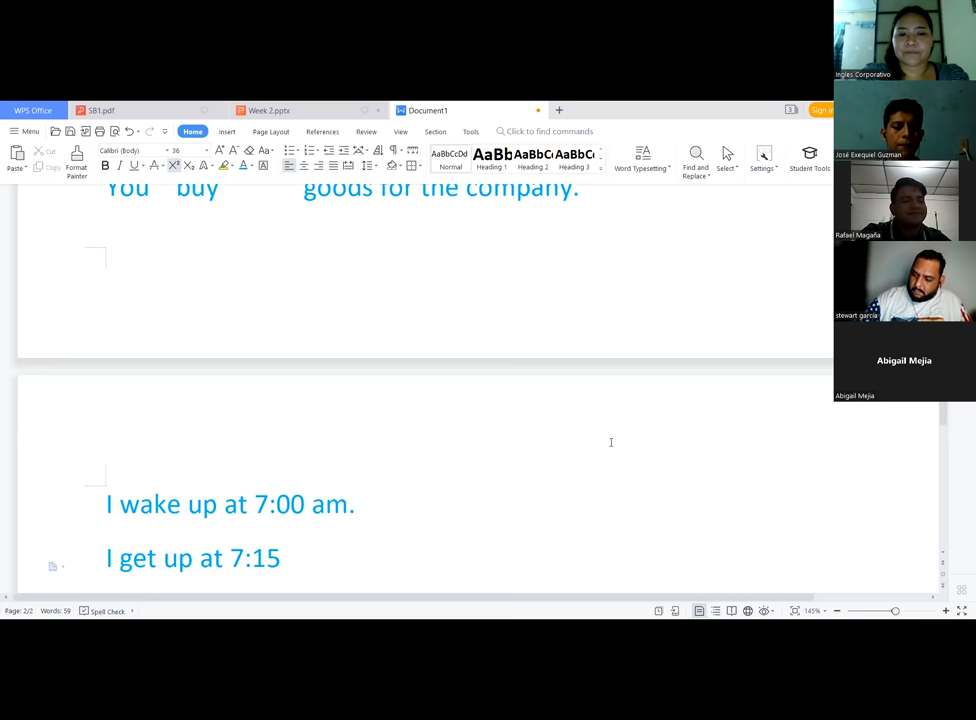 Ingles Corporativo
WPS Office SB1.pdf Week 2.pptx Document1 + 3 Sign in
Menu Home Insert Page Layout References Review View Section Tools Click to find commands
José Exequiel Guzman
Paste Cut Copy Format Painter Calibri (Body) 36 AaBbCcDd Normal AaBb Heading 1 AaBbC Heading 2 AaBbC Heading 3 Word Typesetting Find and Replace Select Settings Student Tools
You buy goods for the company.
Rafael Magaña
stewart garcia
Abigail Mejia
Abigail Mejia
I wake up at 7:00 am.
I get up at 7:15
Page: 2/2 Words: 59 Spell Check 145%